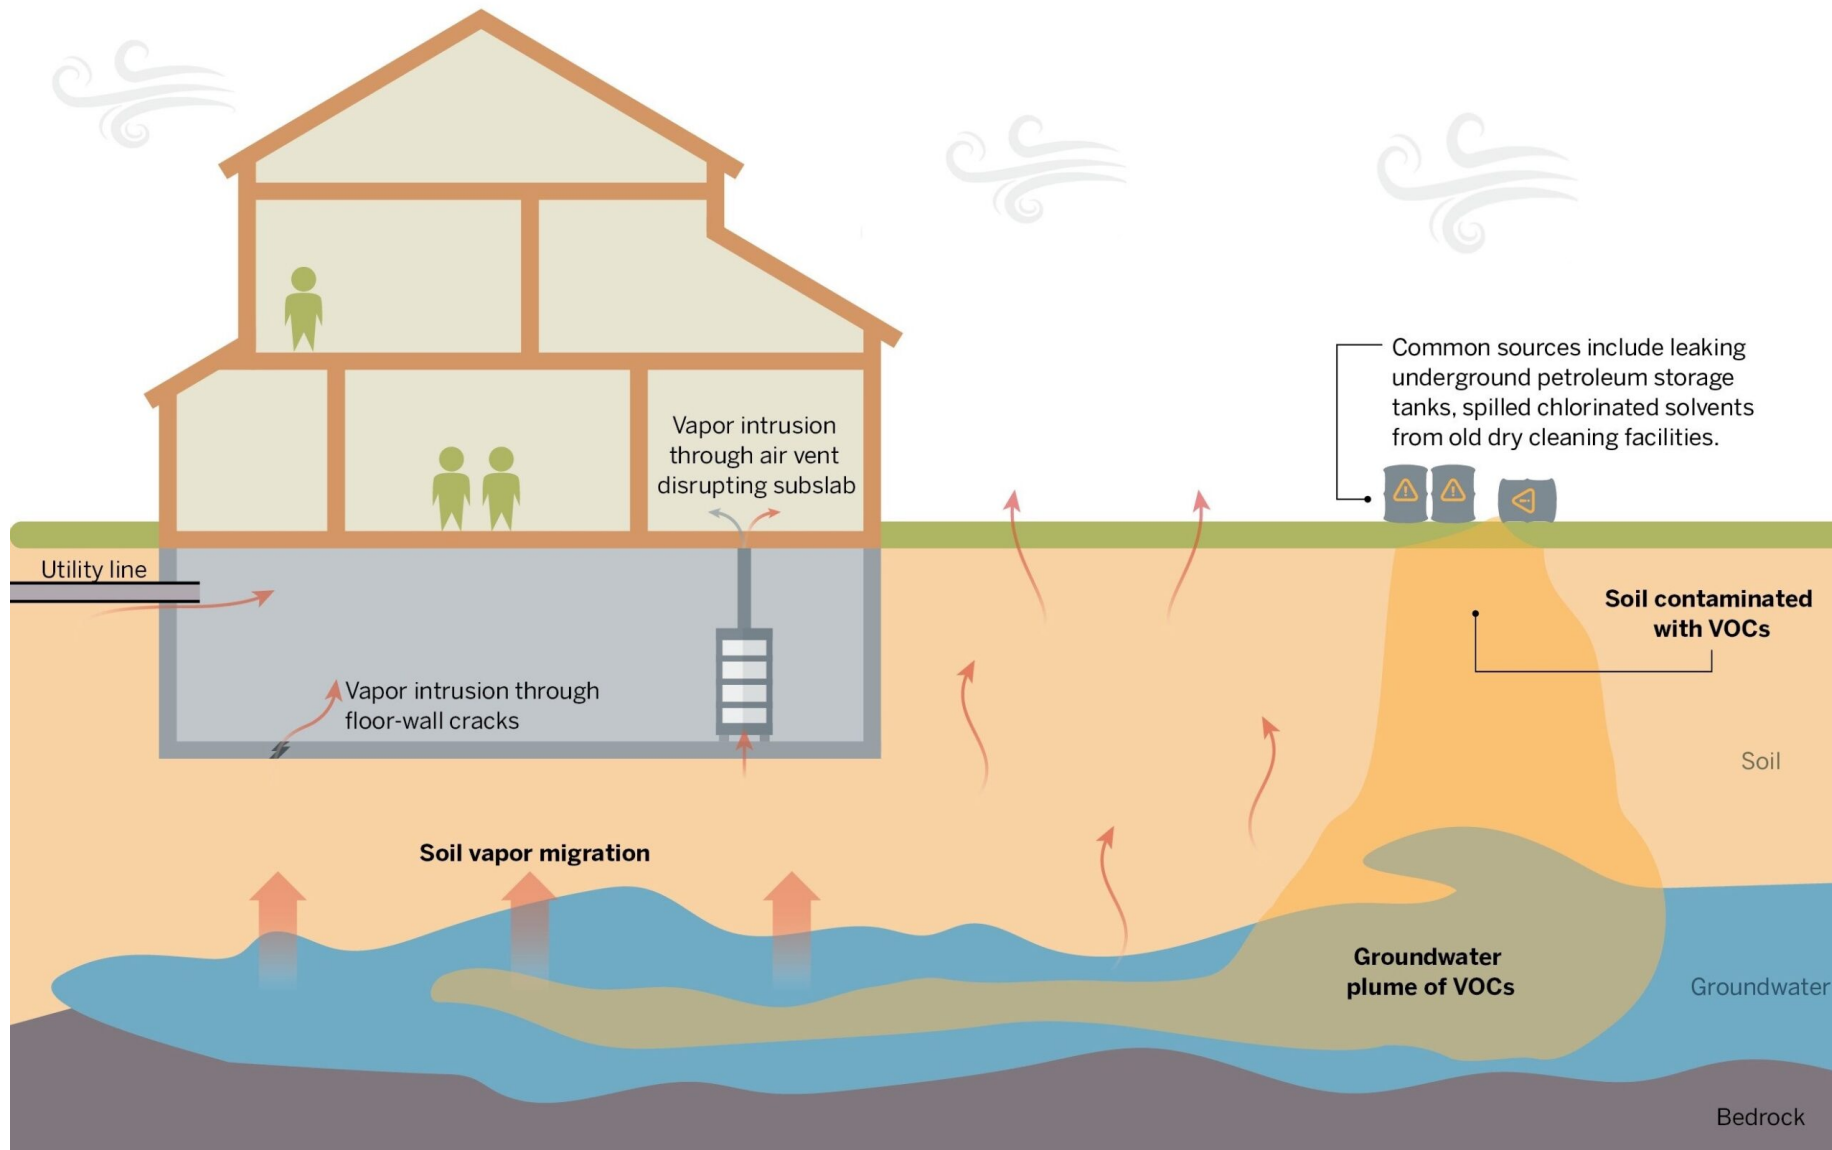 Common sources include leaking
underground petroleum storage
tanks, spilled chlorinated solvents
from old dry cleaning facilities.
Vapor intrusion
through air vent
disrupting subslab
Utility line
Soil contaminated
with VOCs
Vapor intrusion through
floor-wall cracks
Soil
Soil vapor migration
Groundwater
plume of VOCs
Groundwater
Bedrock